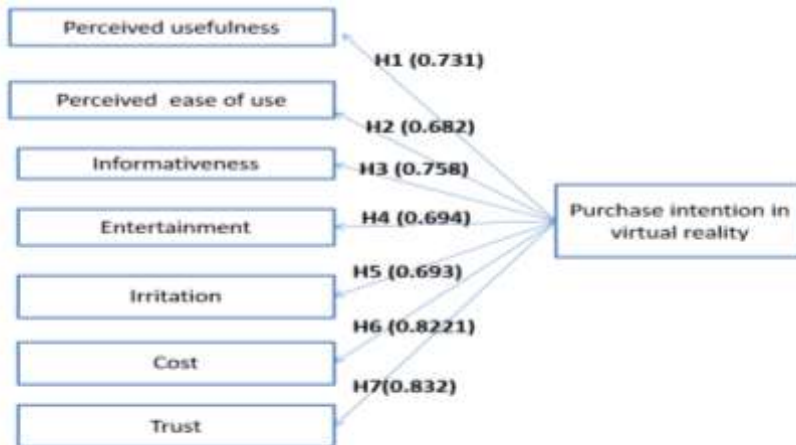 Perceived usefulness
H1 (0.731)
Perceived ease of use
H2 (0.682)
Informativeness
H3 (0.758)
Entertainment
H4 (0.694)
Purchase intention in
virtual reality
Irritation
H5 (0.693)
Cost
H6 (0.8221)
Trust
H7(0.832)